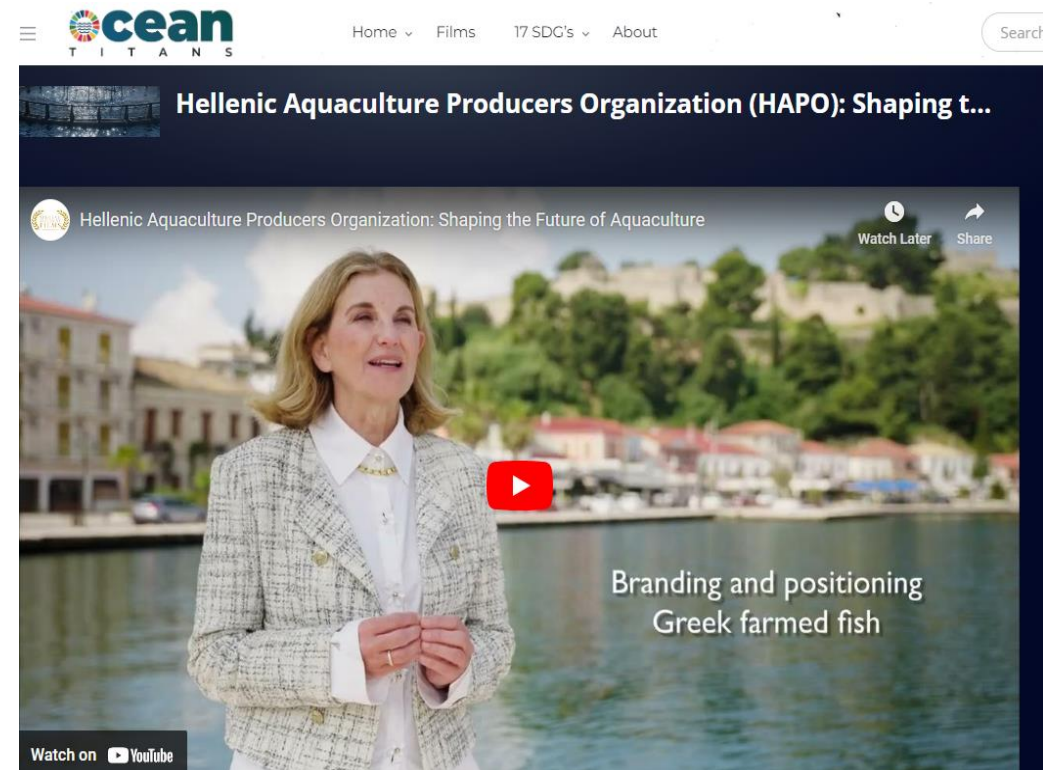 Ocean
TITANS
Home
Films
17 SDG's
About
Search
Hellenic Aquaculture Producers Organization (HAPO): Shaping t...
Hellenic Aquaculture Producers Organization: Shaping the Future of Aquaculture
Watch Later
Share
Branding and positioning
Greek farmed fish
Watch on YouTube